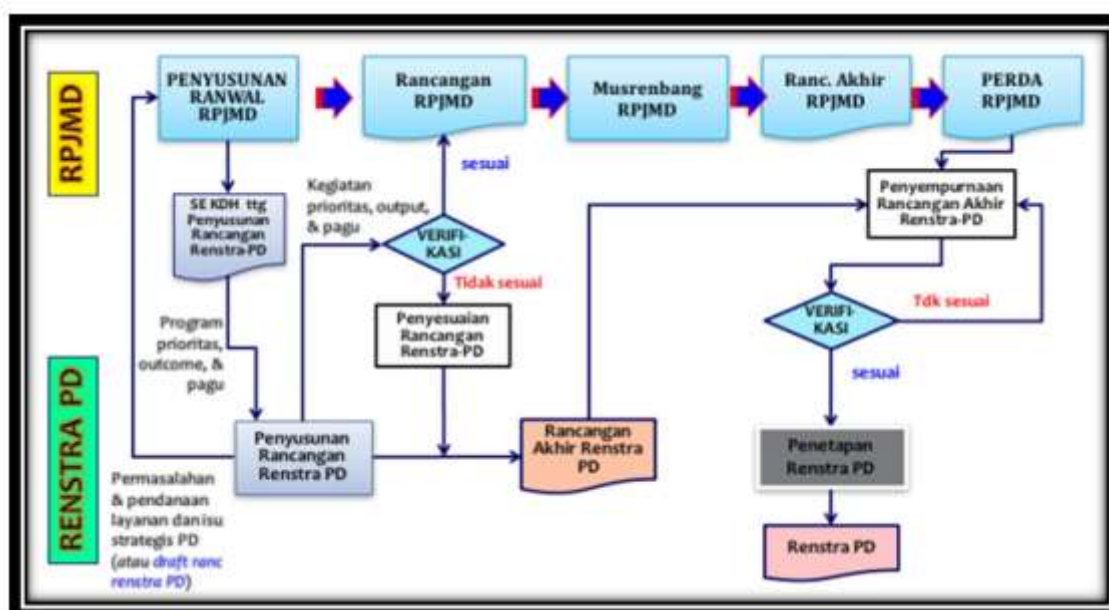 RPJMD
PENYUSUNAN
RANWAL
RPJMD
Rancangan
RPJMD
Musrenbang
RPJMD
Ranc. Akhir
RPJMD
PERDA
RPJMD
SE KDH ttg
Penyusunan
Rancangan
Renstra-PD
Kegiatan
prioritas, output,
& pagu
sesuai
VERIFI-
KASI
Tidak sesuai
Penyesuaian
Rancangan
Renstra-PD
Penyempurnaan
Rancangan Akhir
Renstra-PD
VERIFI-
KASI
Tdk sesuai
sesuai
RENSTRA PD
Program
prioritas,
outcome, &
pagu
Penyusunan
Rancangan
Renstra PD
Rancangan
Akhir Renstra
PD
Penetapan
Renstra PD
Renstra PD
Permasalahan
& pendanaan
layanan dan isu
strategis PD
(atau draft ranc
renstra PD)